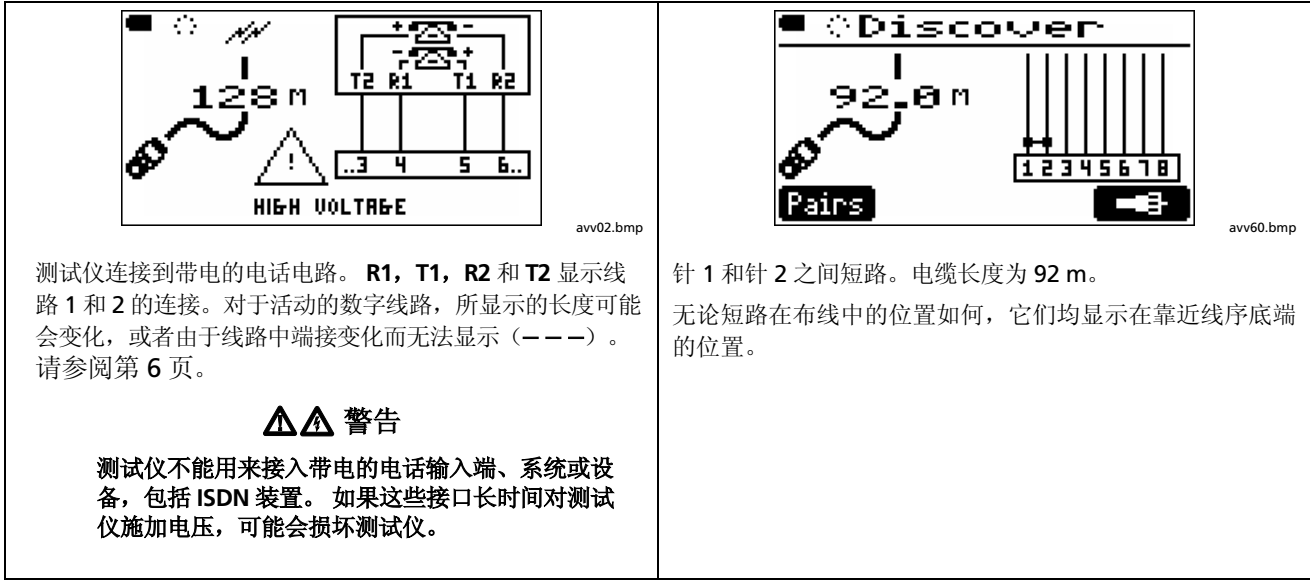 128 M
+ -
- +
T2 R1 T1 R2
..3 4 5 6..
!
HIGH VOLTAGE
avv02.bmp
测试仪连接到带电的电话电路。 R1，T1，R2 和 T2 显示线
路 1 和 2 的连接。对于活动的数字线路，所显示的长度可能
会变化，或者由于线路中端接变化而无法显示（– – –）。
请参阅第 6 页。
警告
测试仪不能用来接入带电的电话输入端、系统或设
备，包括 ISDN 装置。 如果这些接口长时间对测试
仪施加电压，可能会损坏测试仪。
Discover
92.0 M
1 2 3 4 5 6 7 8
Pairs
avv60.bmp
针 1 和针 2 之间短路。电缆长度为 92 m。
无论短路在布线中的位置如何，它们均显示在靠近线序底端
的位置。